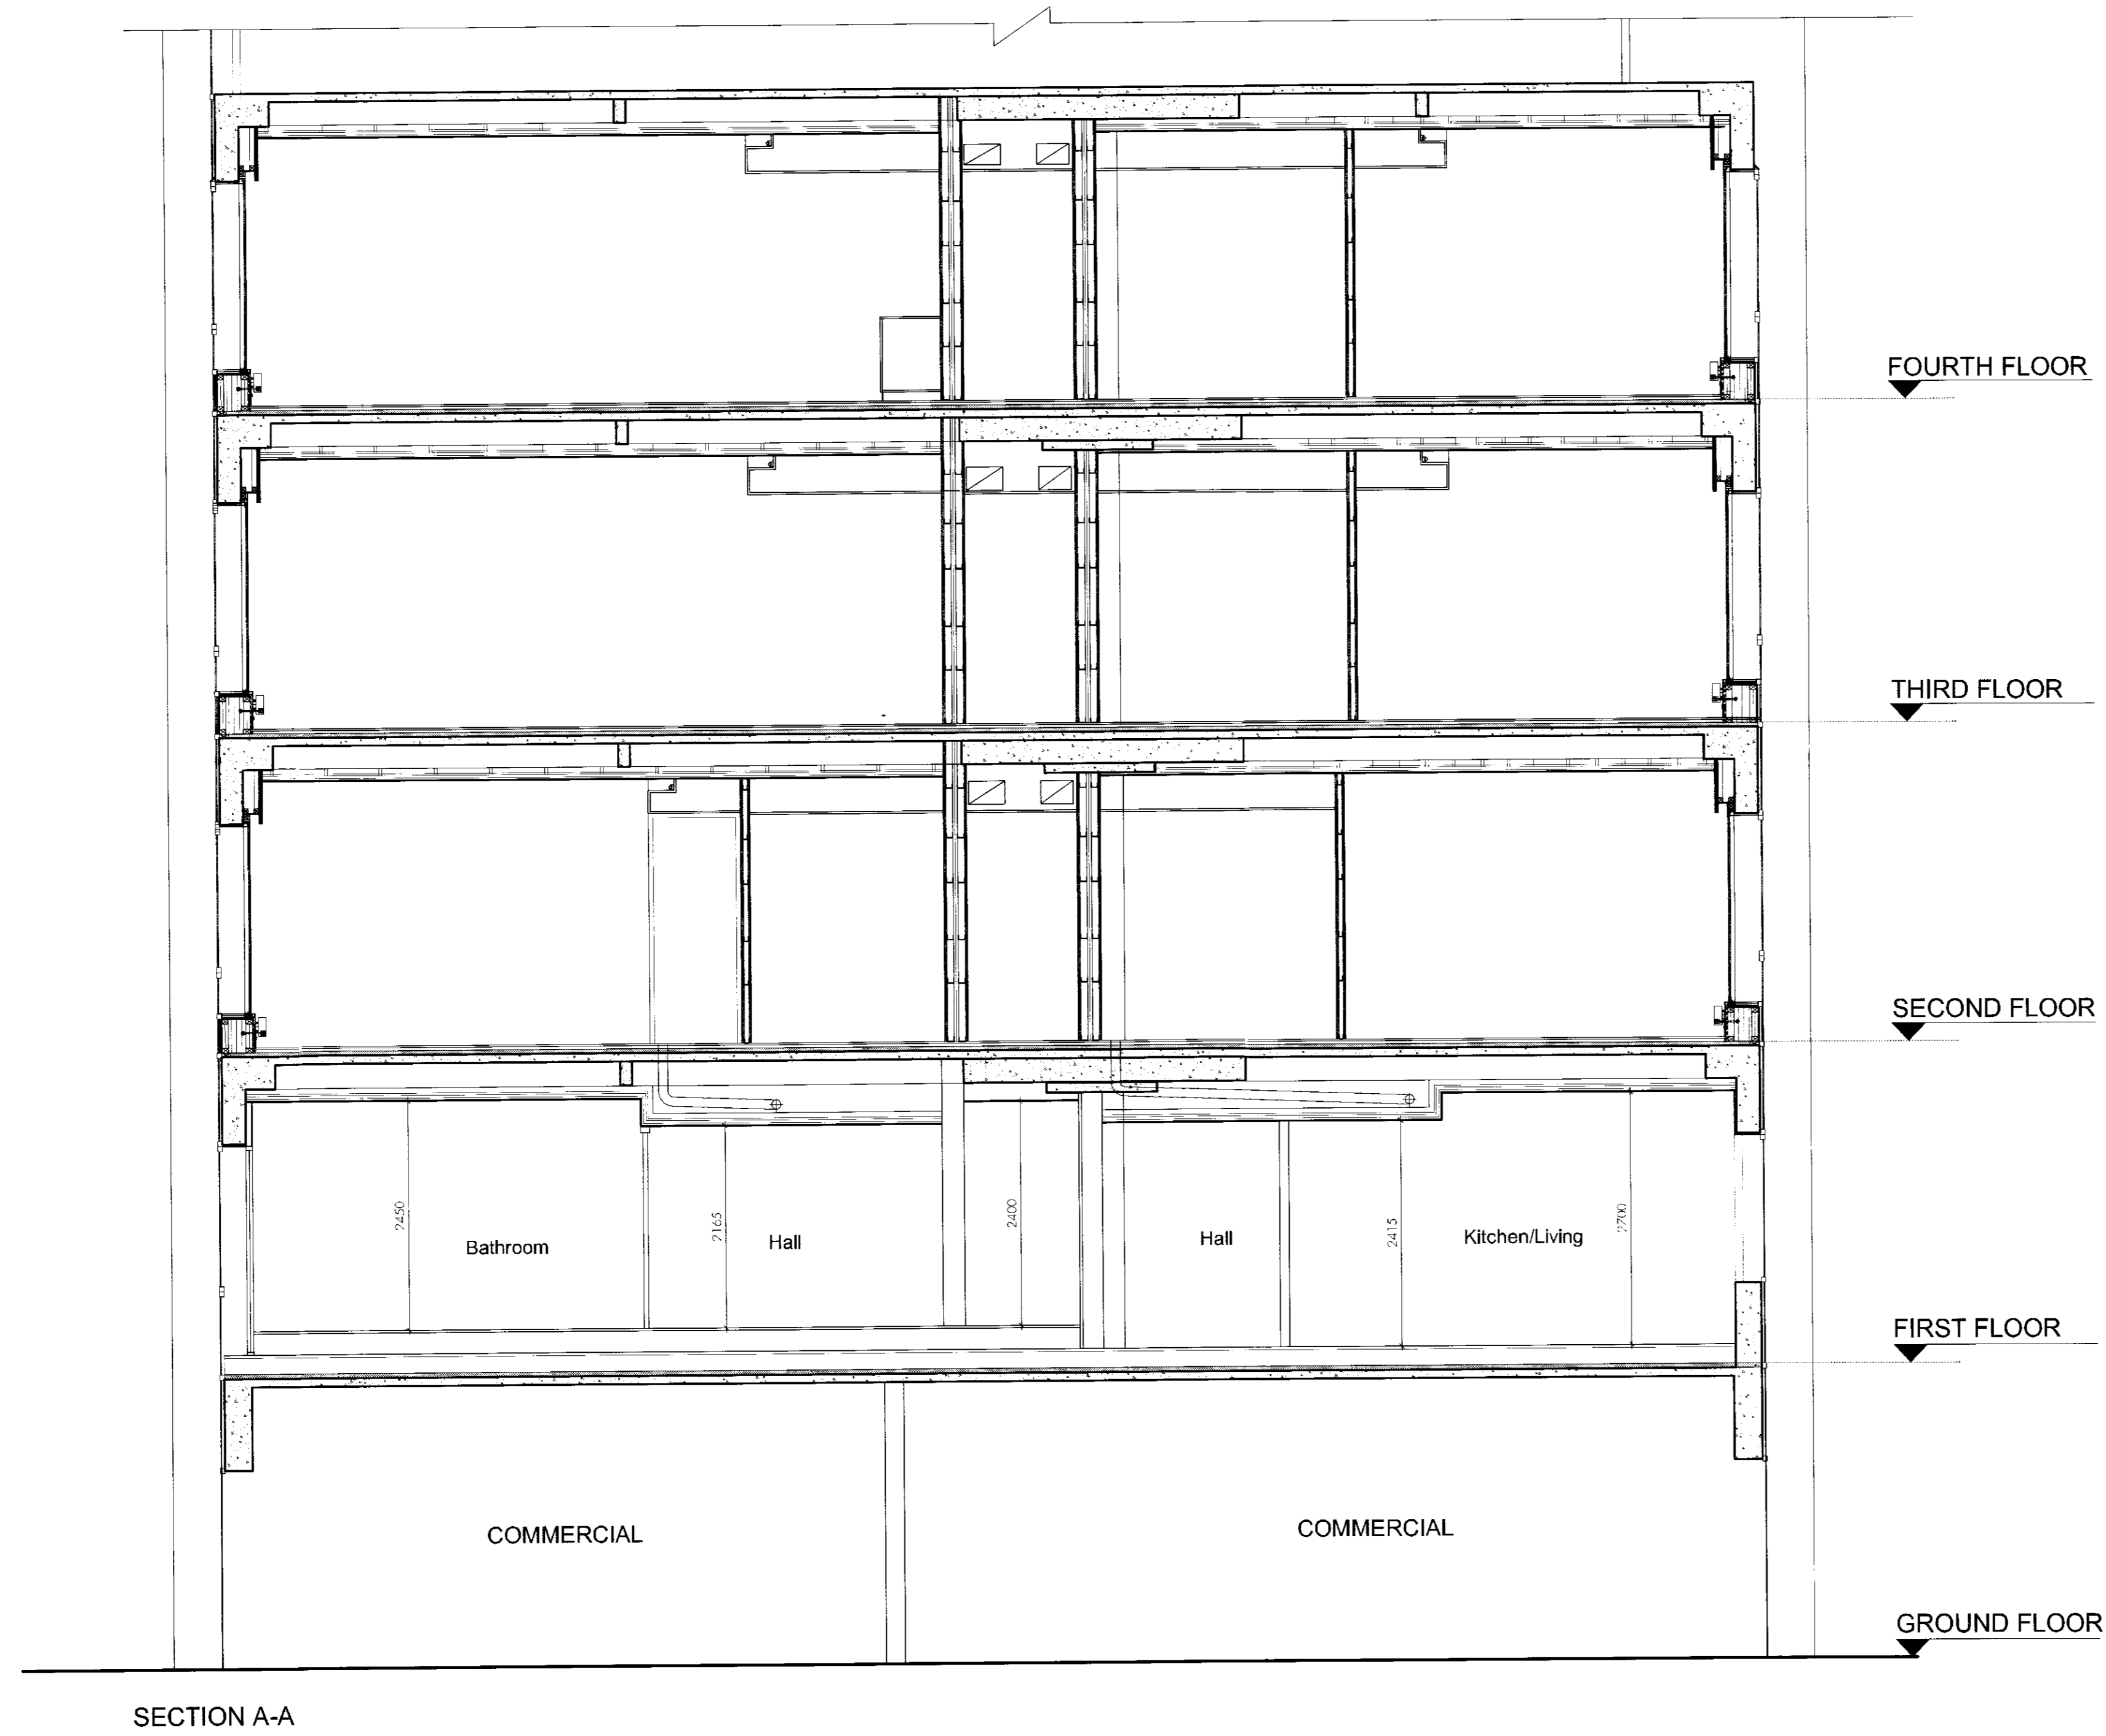 FOURTH FLOOR
THIRD FLOOR
SECOND FLOOR
2450
Bathroom
2165
Hall
2400
Hall
2415
Kitchen/Living
2700
FIRST FLOOR
COMMERCIAL
COMMERCIAL
GROUND FLOOR
SECTION A-A